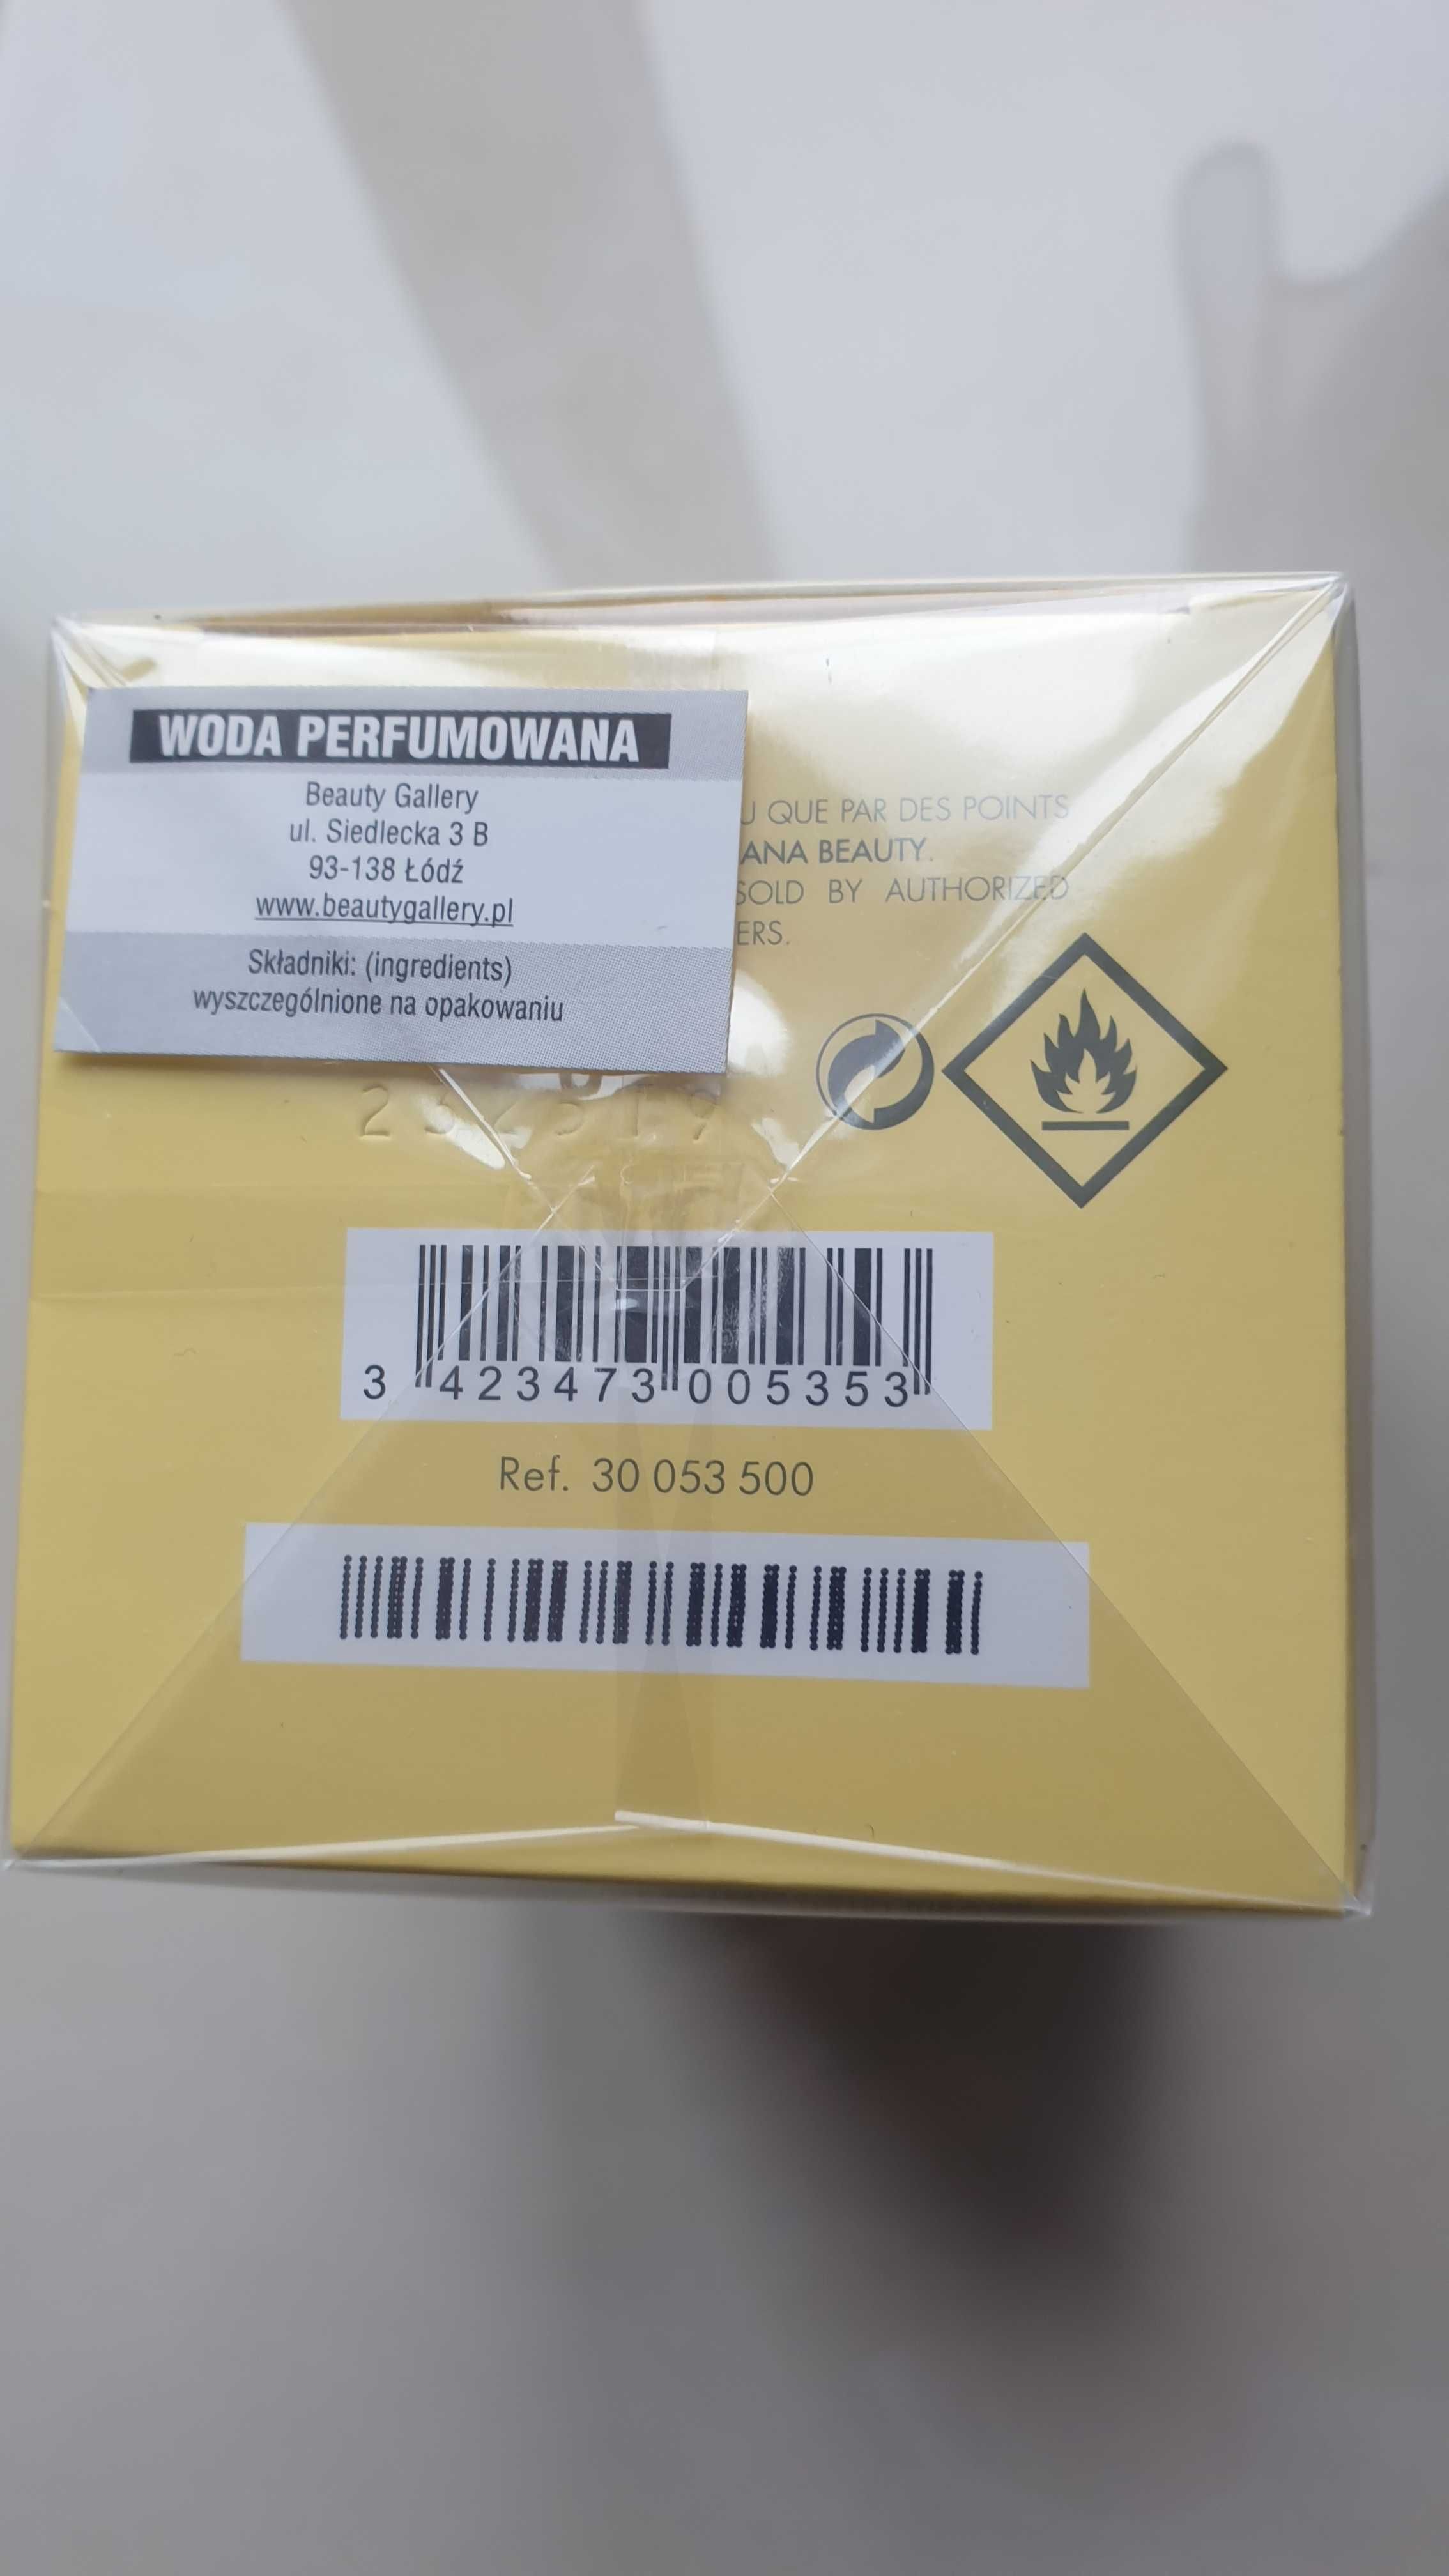 WODA PERFUMOWANA
Beauty Gallery
ul. Siedlecka 3 B
93-138 Łódź
www.beautygallery.pl
Składniki: (ingredients)
wyszczególnione na opakowaniu
U QUE PAR DES POINTS
ANA BEAUTY.
SOLD BY AUTHORIZED
ERS.
3 423473 005353
Ref. 30 053 500